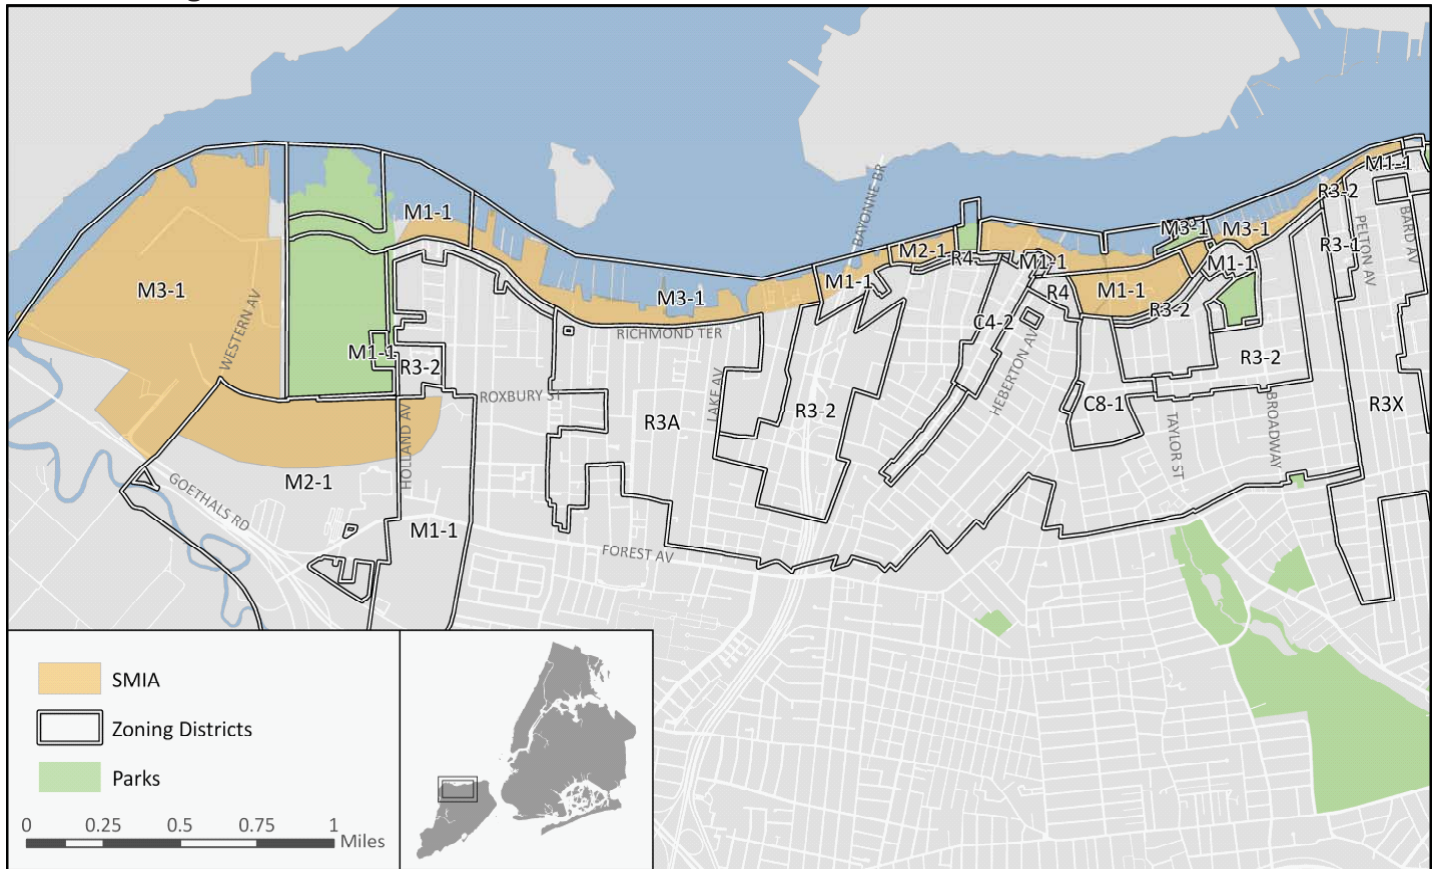 BAYONNE BR
M1-1
R3-2
M1-1
M3-1
M3-1
R3-1
PELTON AV
BARD AV
M2-1
R4
M1-1
M1-1
M1-1
M3-1
M3-1
M1-1
R4
R3-2
WESTERN AV
RICHMOND TER
C4-2
M1-1
R3-2
HEBERTON AV
R3-2
ROXBURY ST
LAKE AV
R3A
R3-2
C8-1
TAYLOR ST
BROADWAY
R3X
HOLLAND AV
GOETHALS RD
M2-1
M1-1
FOREST AV
SMIA
Zoning Districts
Parks
0 0.25 0.5 0.75 1
Miles